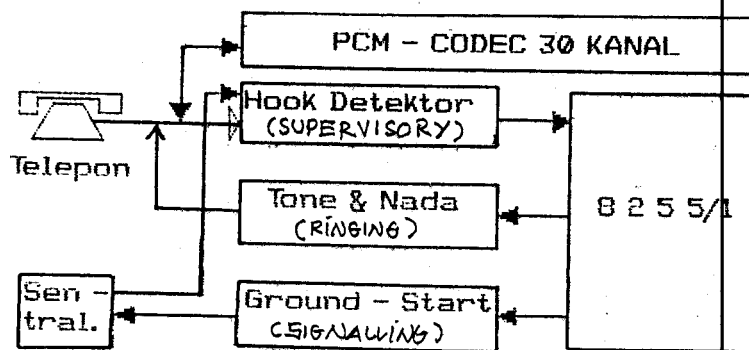 PCM - CODEC 30 KANAL
Hook Detektor
(SUPERVISORY)
Telepon
Tone & Nada
(RINGING)
8 2 5 5/1
Sen-
tral.
Ground - Start
(SIGNALLING)